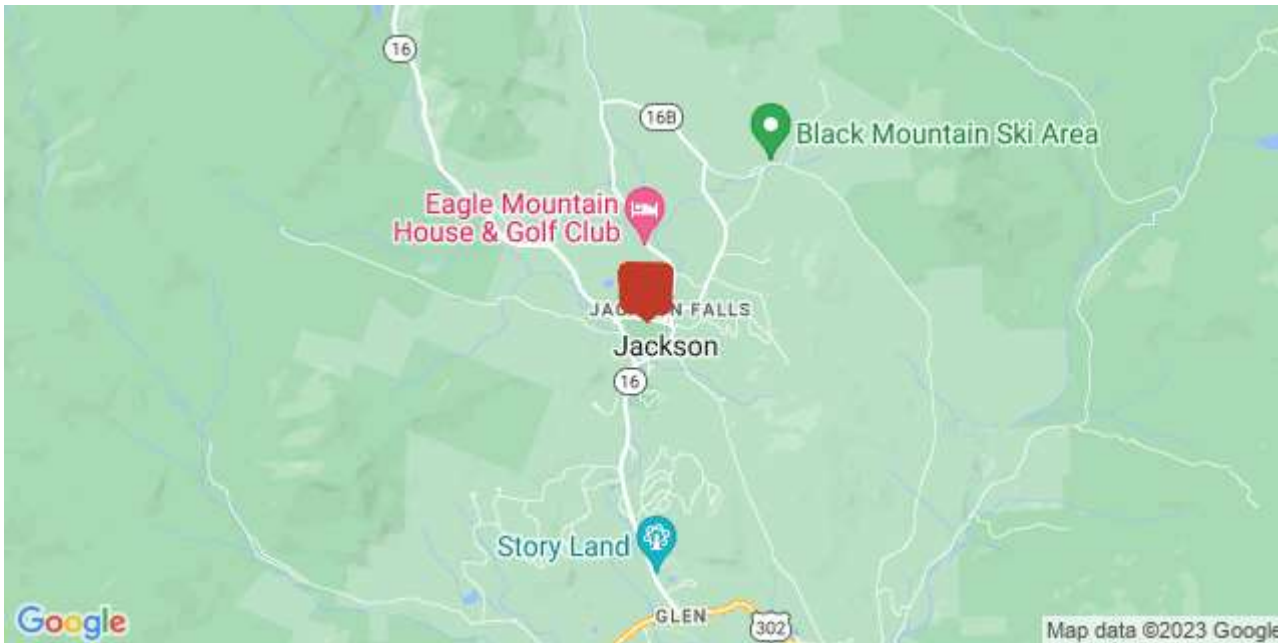 16
16B
Black Mountain Ski Area
Eagle Mountain
House & Golf Club
FALLS
Jackson
16
Story Land
GLEN
302
Google
Map data ©2023 Google